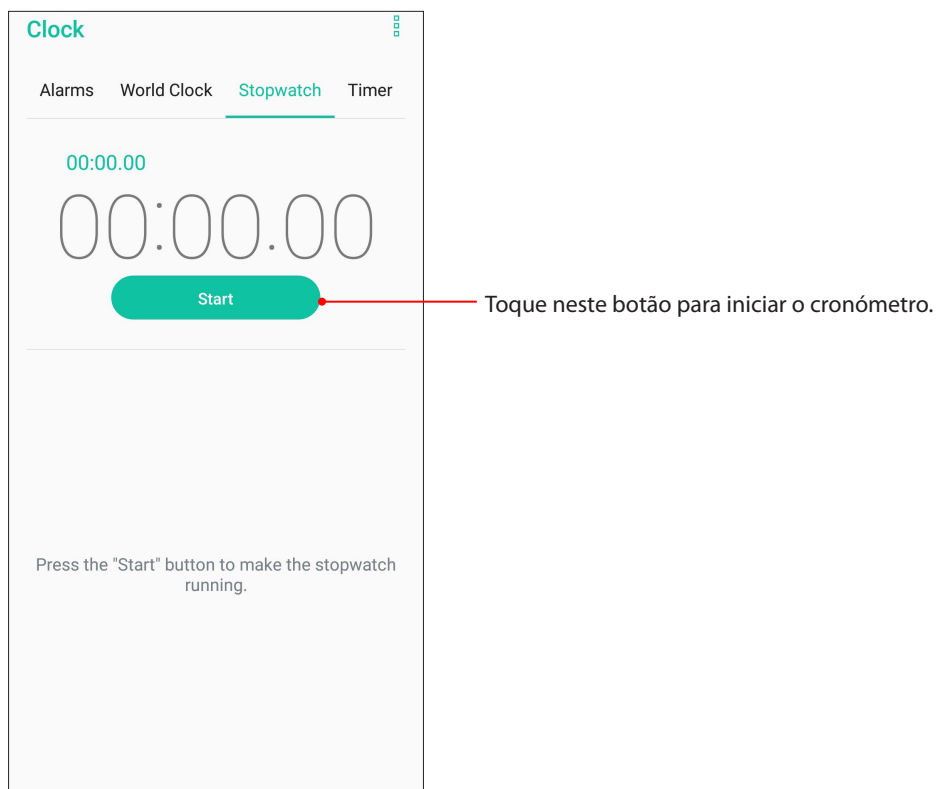 Clock
Alarms World Clock Stopwatch Timer
00:00.00
00:00.00
Start
Toque neste botão para iniciar o cronómetro.
Press the "Start" button to make the stopwatch
running.